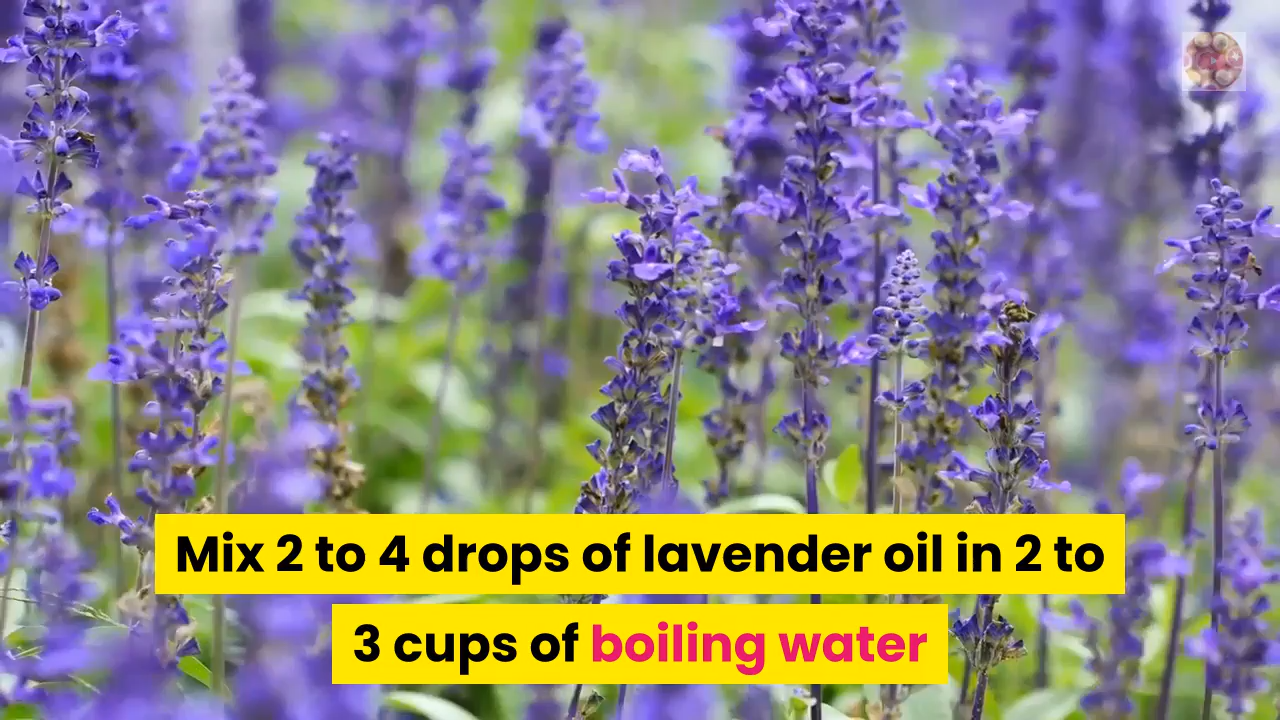 Mix 2 to 4 drops of lavender oil in 2 to
3 cups of boiling water